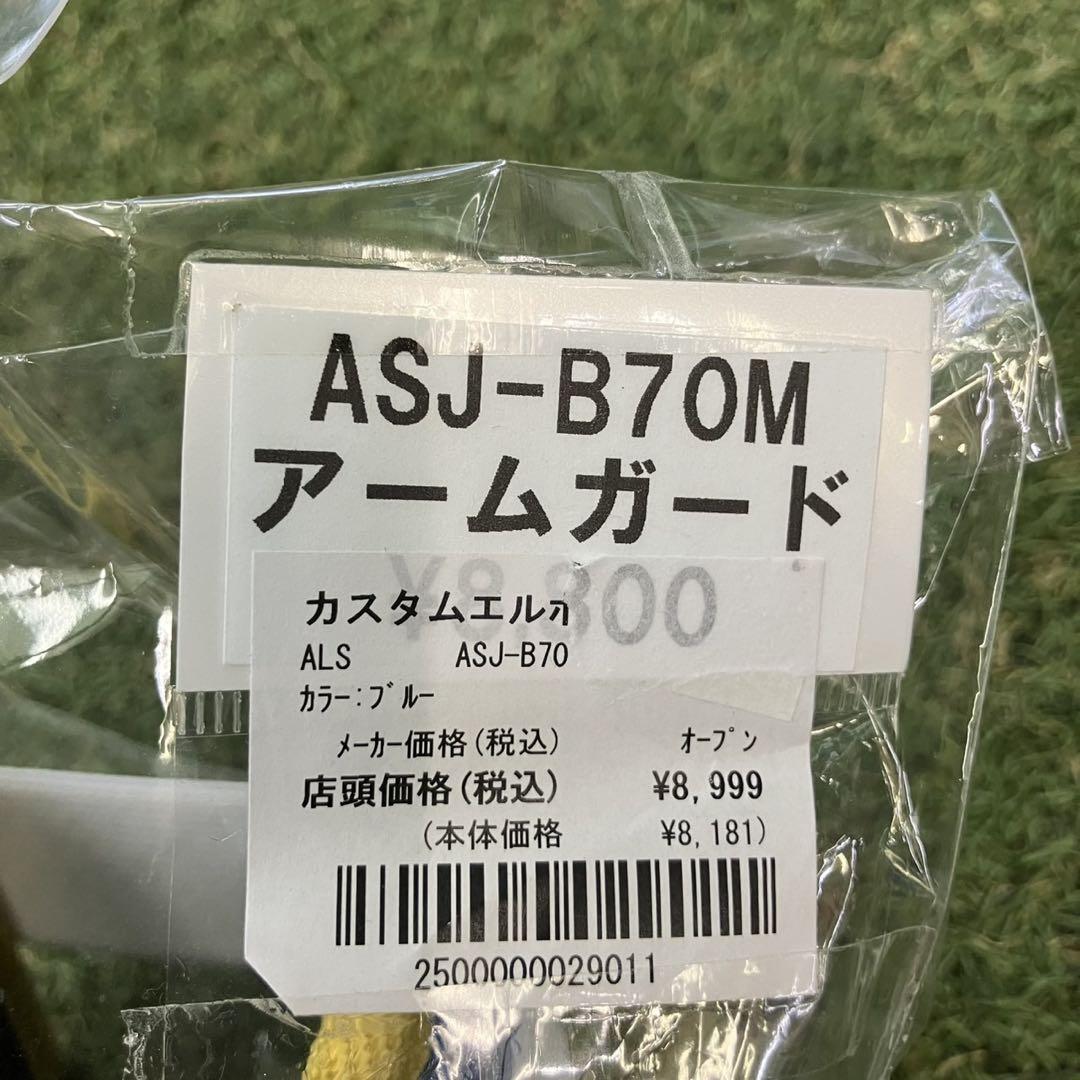 ASJ-B70M
アームガード
¥8,800
カスタムエルオ
ALS ASJ-B70
カラー:ブルー
メーカー価格(税込) オープン
店頭価格(税込) ¥8,999
(本体価格 ¥8,181)
2500000029011